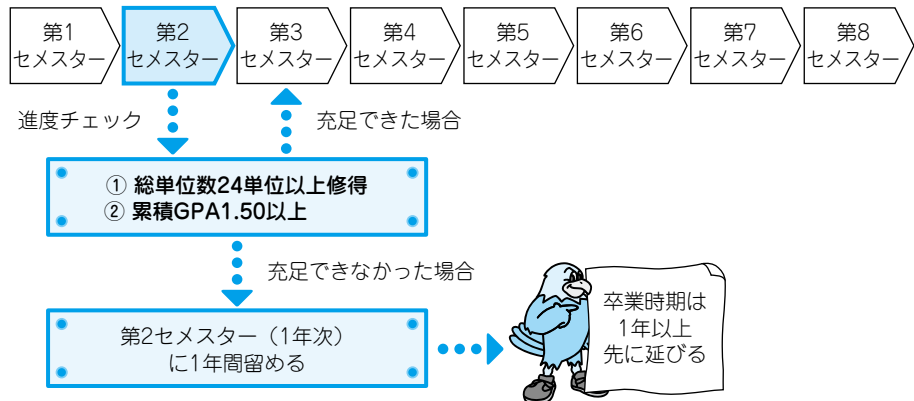 第1
セメスター
第2
セメスター
第3
セメスター
第4
セメスター
第5
セメスター
第6
セメスター
第7
セメスター
第8
セメスター
進度チェック
充足できた場合
① 総単位数24単位以上修得
② 累積GPA1.50以上
充足できなかった場合
第2セメスター（1年次）
に1年間留める
卒業時期は
1年以上
先に延びる